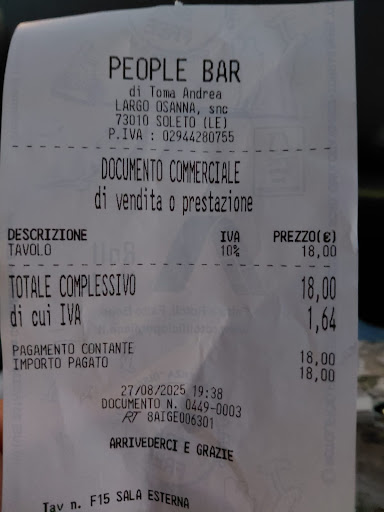 PEOPLE BAR
di Toma Andrea
LARGO OSANNA, snc
73010 SOLETO (LE)
P.IVA : 02944280755
DOCUMENTO COMMERCIALE
di vendita o prestazione
DESCRIZIONE IVA PREZZO(€)
TAVOLO 10% 18,00
TOTALE COMPLESSIVO 18,00
di cui IVA 1,64
PAGAMENTO CONTANTE 18,00
IMPORTO PAGATO 18,00
27/08/2025 19:38
DOCUMENTO N. 0449-0003
RT 8AIGE006301
ARRIVEDERCI E GRAZIE
Tav n. F15 SALA ESTERNA